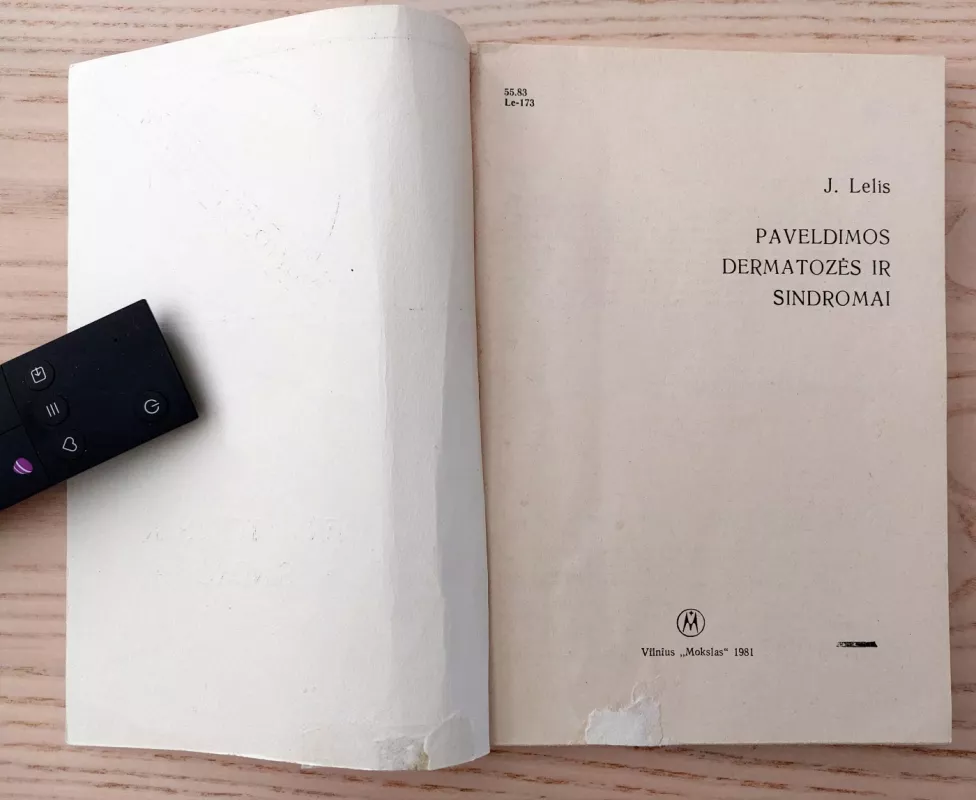 55.83
Le-173
J. Lelis
PAVELDIMOS
DERMATOZĖS IR
SINDROMAI
Vilnius „Mokslas“ 1981